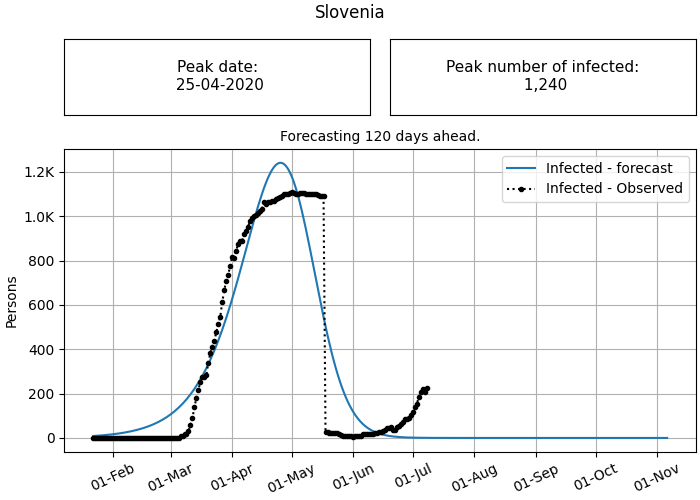 Slovenia
Peak date:
25-04-2020
Peak number of infected:
1,240
Forecasting 120 days ahead.
Infected - forecast
Infected - Observed
1.2K
1.0K
800
600
400
200
0
Persons
01-Feb
01-Mar
01-Apr
01-May
01-Jun
01-Jul
01-Aug
01-Sep
01-Oct
01-Nov